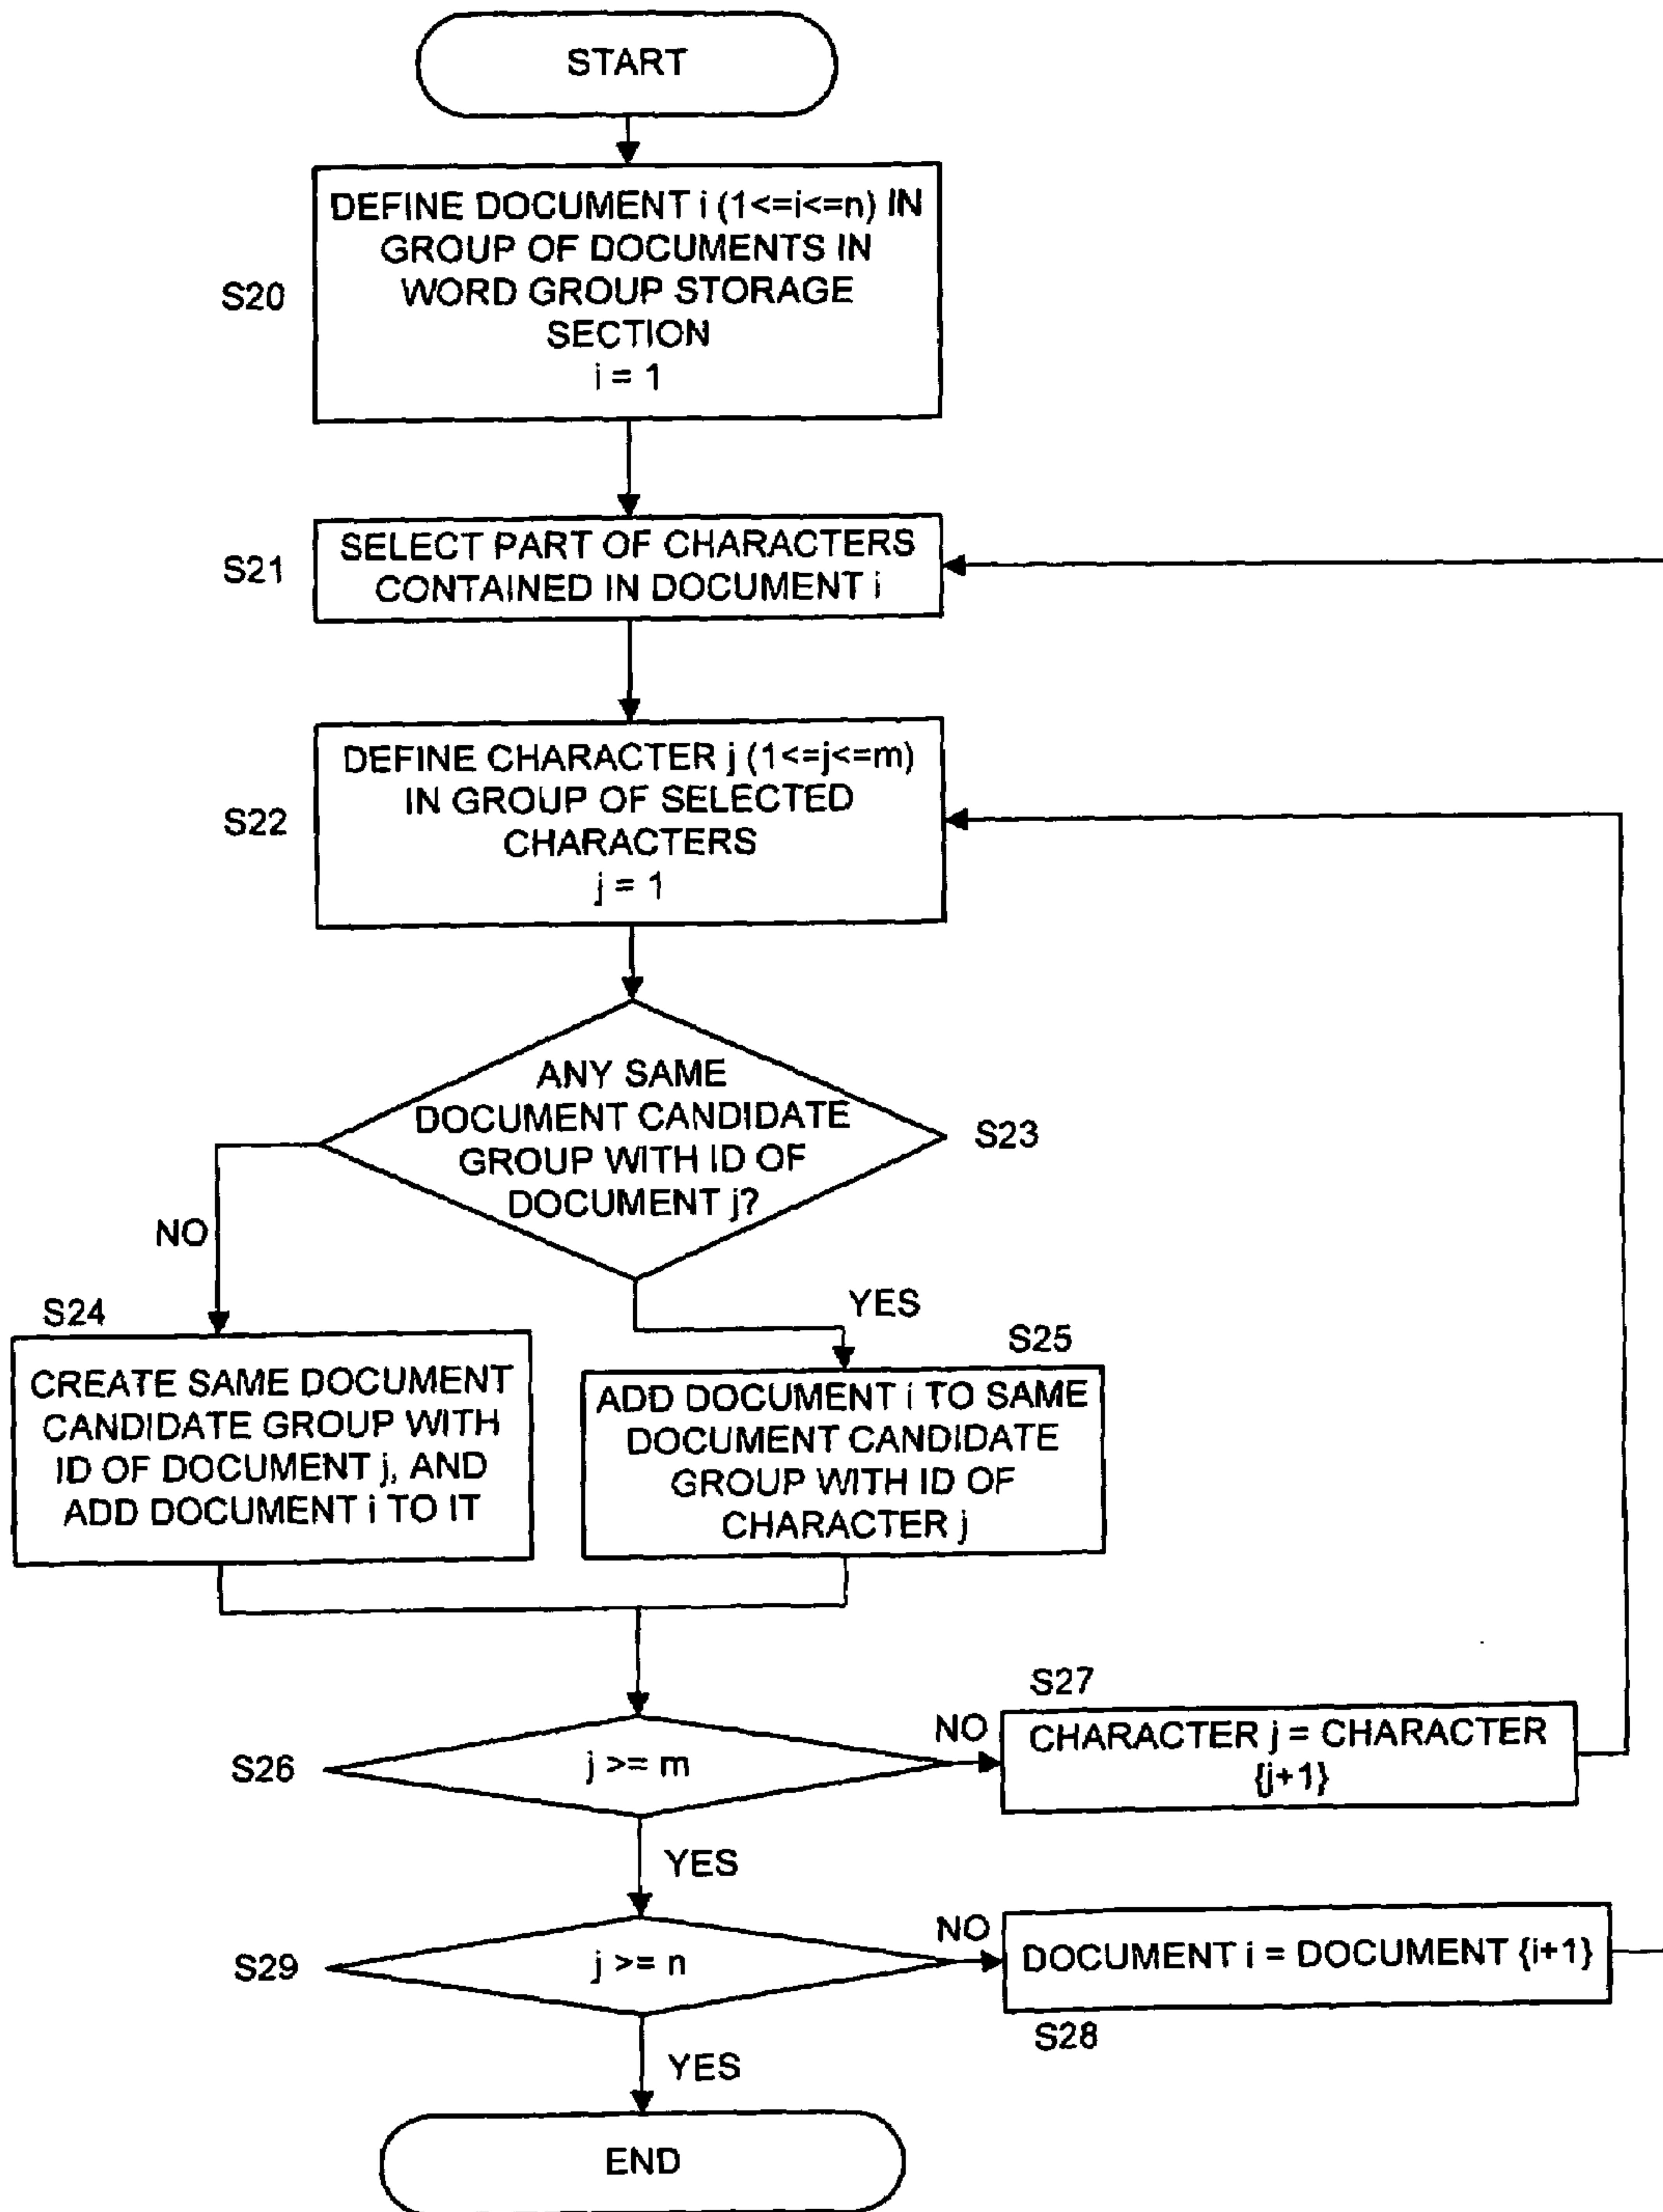 START
DEFINE DOCUMENT i (1<=i<=n) IN
GROUP OF DOCUMENTS IN
WORD GROUP STORAGE
SECTION
i = 1
S20
SELECT PART OF CHARACTERS
CONTAINED IN DOCUMENT i
S21
DEFINE CHARACTER j (1<=j<=m)
IN GROUP OF SELECTED
CHARACTERS
j = 1
S22
ANY SAME
DOCUMENT CANDIDATE
GROUP WITH ID OF
DOCUMENT j?
S23
NO
YES
S24
CREATE SAME DOCUMENT
CANDIDATE GROUP WITH
ID OF DOCUMENT j, AND
ADD DOCUMENT i TO IT
S25
ADD DOCUMENT i TO SAME
DOCUMENT CANDIDATE
GROUP WITH ID OF
CHARACTER j
S26
j >= m
NO
S27
CHARACTER j = CHARACTER
{j+1}
YES
S29
j >= n
NO
DOCUMENT i = DOCUMENT {i+1}
S28
YES
END